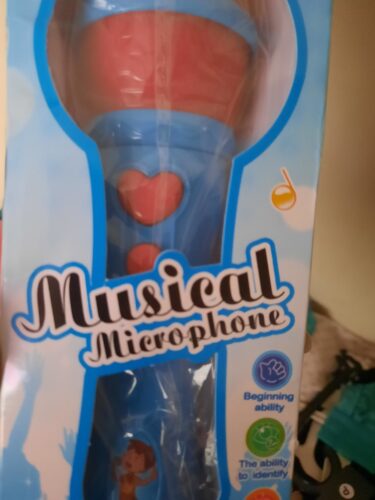 Musical
Microphone
Beginning
ability
The ability
to identify